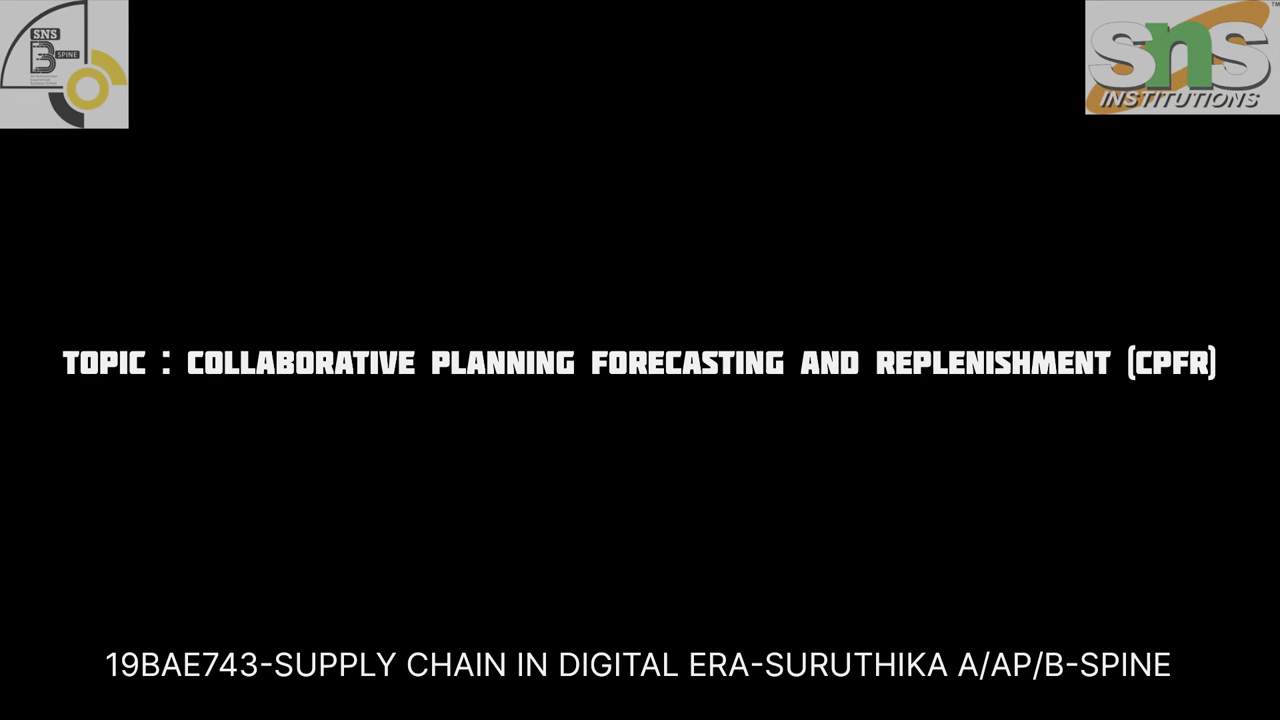 SNS
B
SPINE
sns
INSTITUTIONS
TM
TOPIC : COLLABORATIVE PLANNING FORECASTING AND REPLENISHMENT (CPFR)
19BAE743-SUPPLY CHAIN IN DIGITAL ERA-SURUTHIKA A/AP/B-SPINE